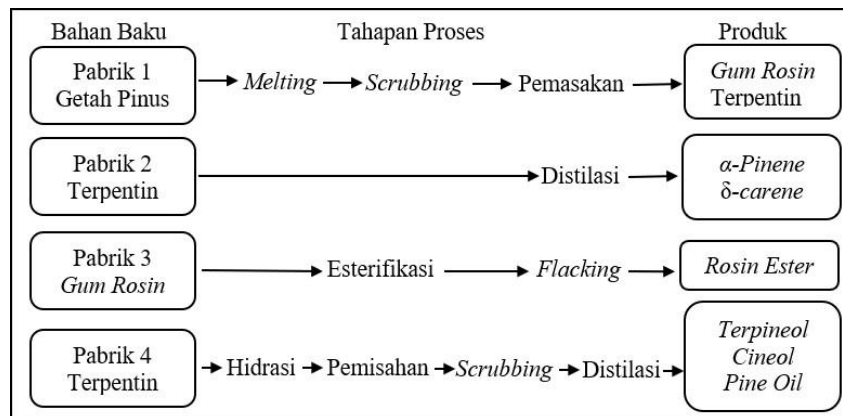 Bahan Baku Tahapan Proses Produk
Pabrik 1
Getah Pinus
Melting Scrubbing Pemasakan
Gum Rosin
Terpentin
Pabrik 2
Terpentin
Distilasi
α-Pinene
δ-carene
Pabrik 3
Gum Rosin
Esterifikasi Flacking
Rosin Ester
Pabrik 4
Terpentin
Hidrasi Pemisahan Scrubbing Distilasi
Terpineol
Cineol
Pine Oil